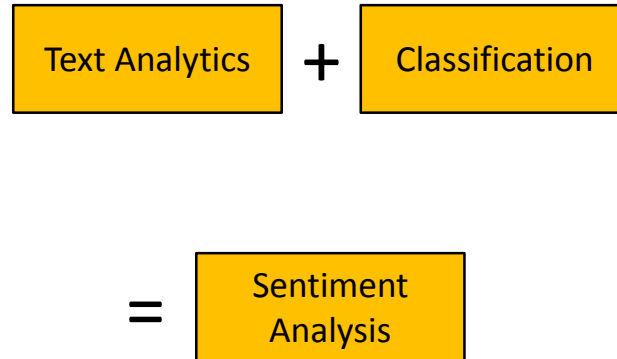 Text Analytics + Classification
= Sentiment
Analysis